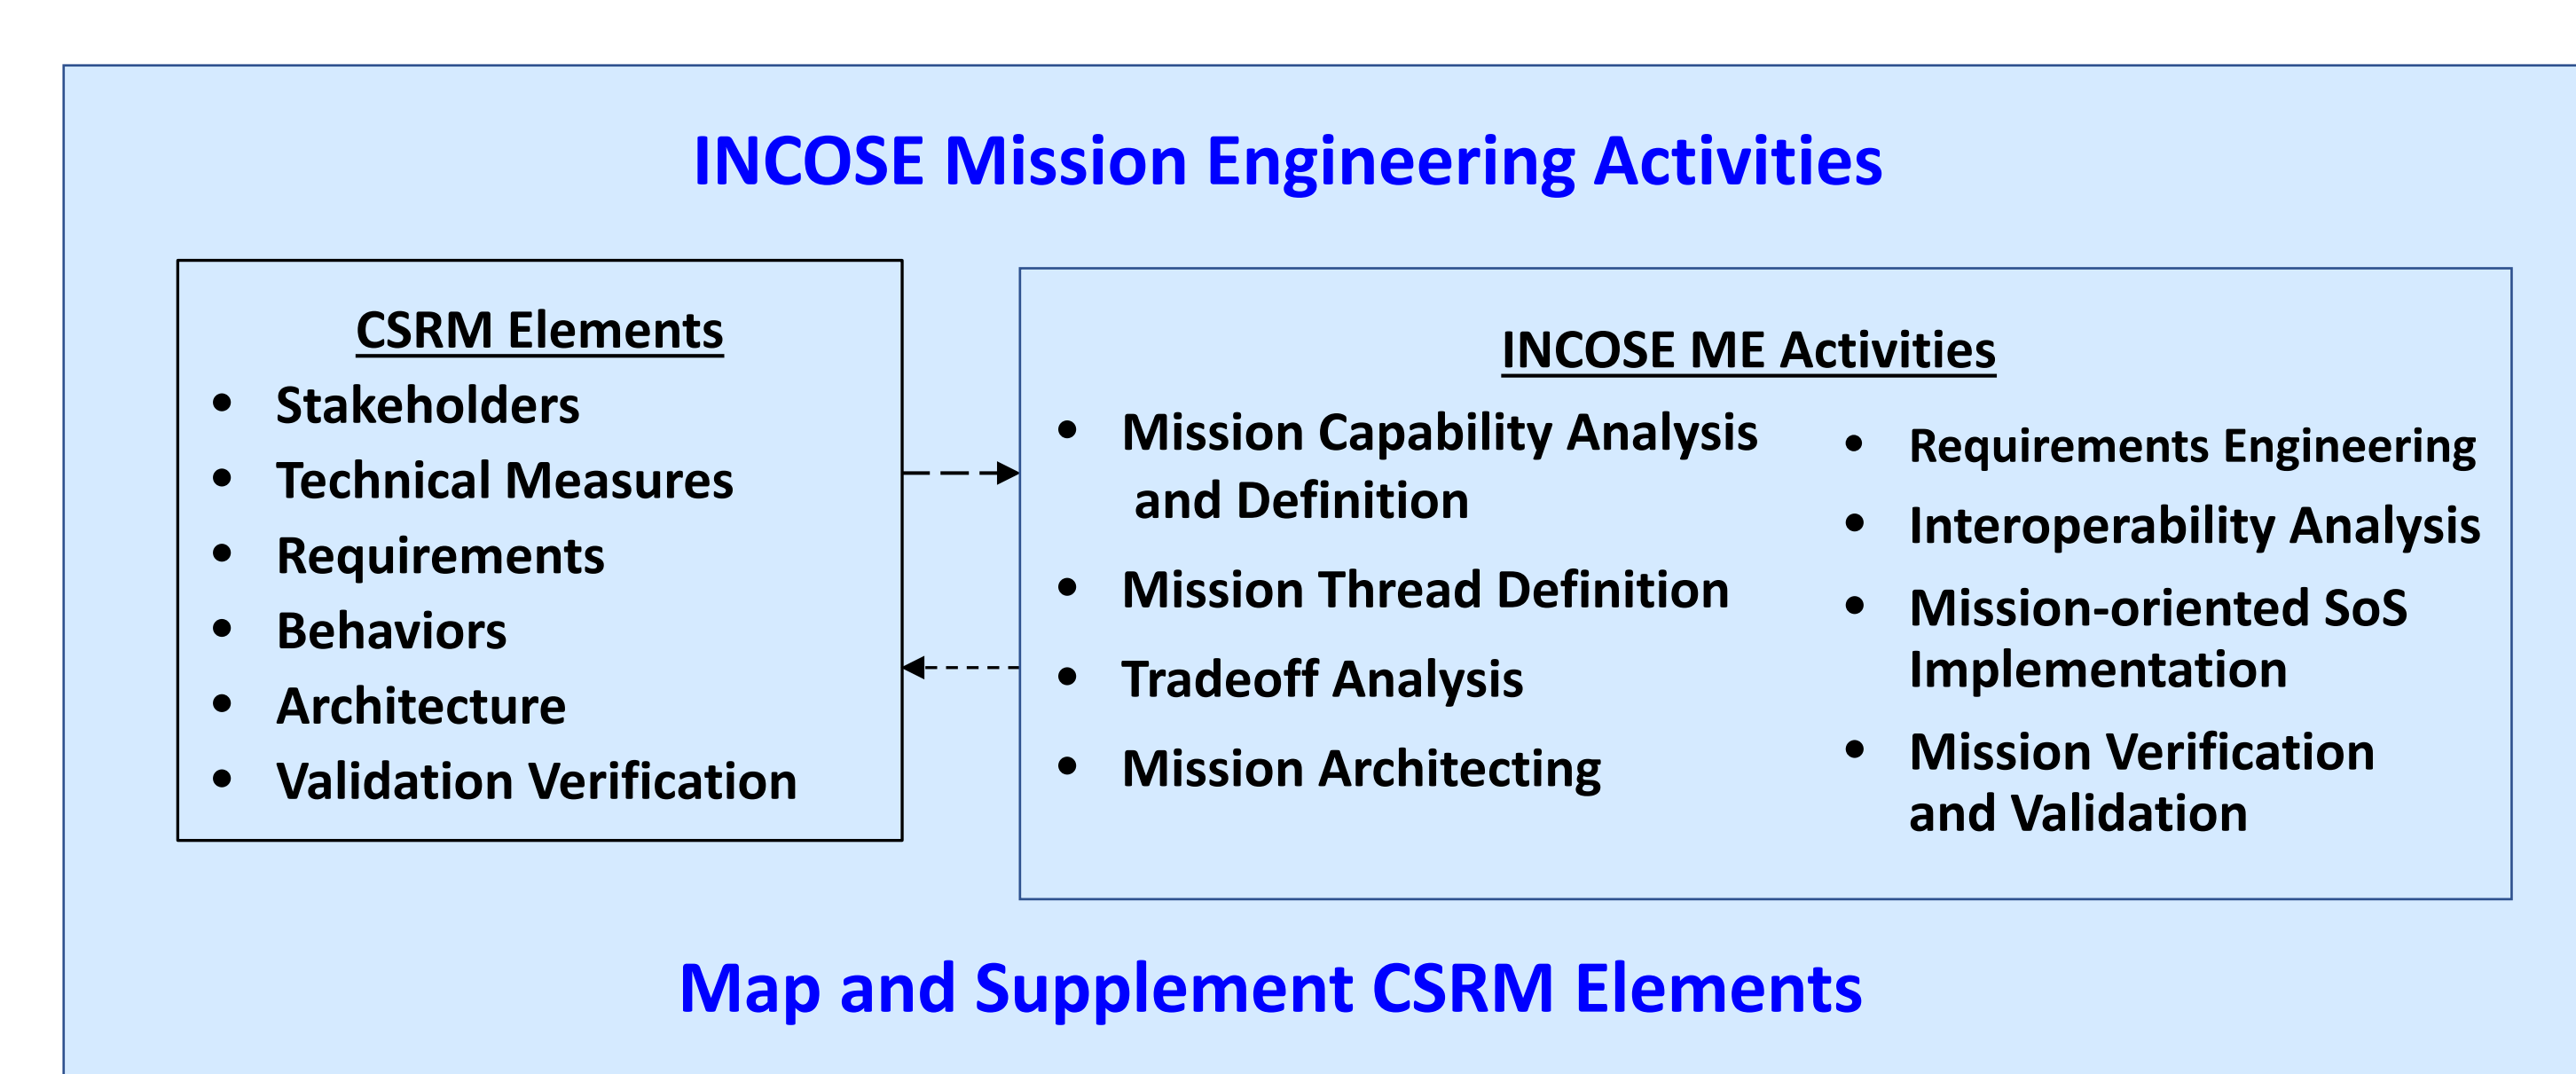 INCOSE Mission Engineering Activities
CSRM Elements
• Stakeholders
• Technical Measures
• Requirements
• Behaviors
• Architecture
• Validation Verification
INCOSE ME Activities
• Mission Capability Analysis
and Definition
• Mission Thread Definition
• Tradeoff Analysis
• Mission Architecting
• Requirements Engineering
• Interoperability Analysis
• Mission-oriented SoS
Implementation
• Mission Verification
and Validation
Map and Supplement CSRM Elements